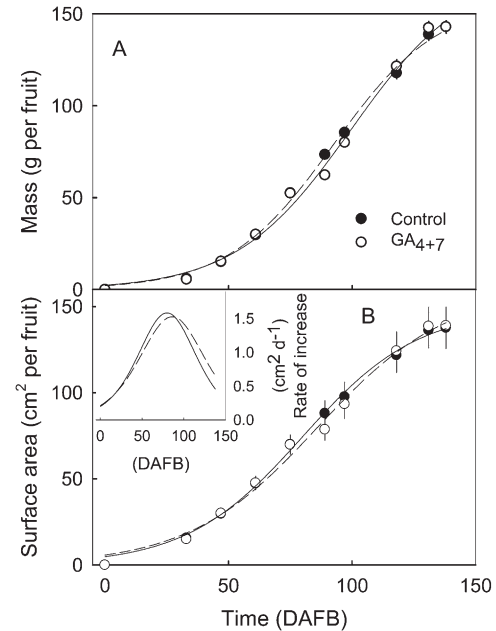 A
150
100
50
0
Mass (g per fruit)
Control
GA4+7
B
150
100
50
0
Surface area (cm2 per fruit)
1.5
1.0
0.5
0.0
Rate of increase
(cm2 d-1)
0 50 100 150
(DAFB)
0 50 100 150
Time (DAFB)